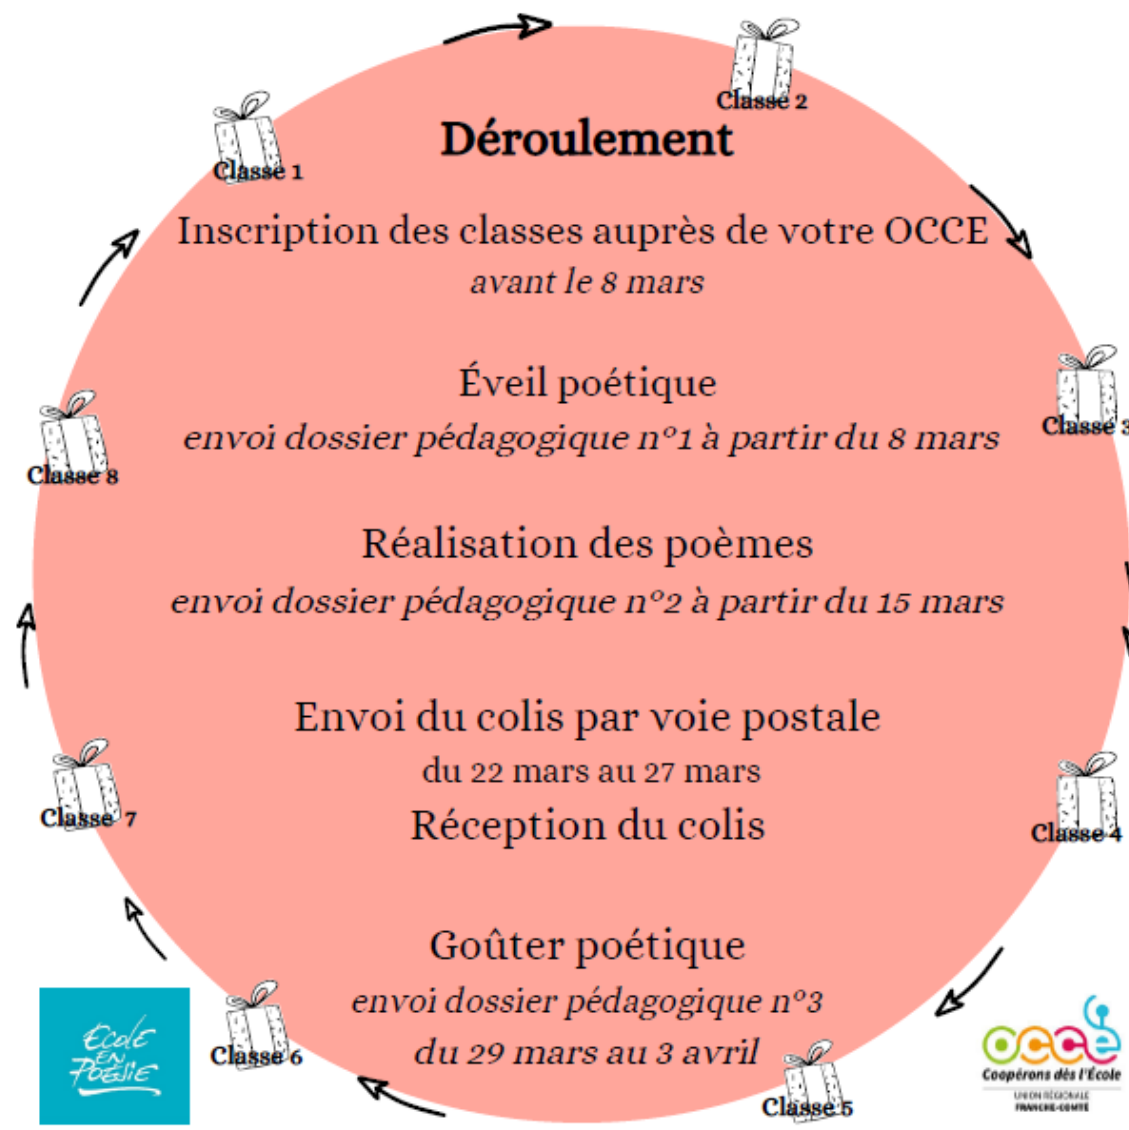 Classe 2
Déroulement
Classe 1
Inscription des classes auprès de votre OCCE
avant le 8 mars
Éveil poétique
Classe 3
envoi dossier pédagogique n°1 à partir du 8 mars
Classe 8
Réalisation des poèmes
envoi dossier pédagogique n°2 à partir du 15 mars
Envoi du colis par voie postale
du 22 mars au 27 mars
Classe 7
Réception du colis
Classe 4
Goûter poétique
envoi dossier pédagogique n°3
du 29 mars au 3 avril
Classe 6
Classe 5
École
EN
POÉSIE
occe
Coopérons dès l'École
UNION RÉGIONALE
FRANCHE-COMTÉ